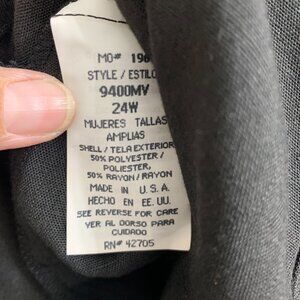 MO# 196
STYLE / ESTILO
9400MV
24W
MUJERES TALLAS
AMPLIAS
SHELL / TELA EXTERIOR
50% POLYESTER /
POLIESTER,
50% RAYON / RAYON
MADE IN U.S.A.
HECHO EN EE. UU.
SEE REVERSE FOR CARE
VER AL DORSO PARA
CUIDADO
RN# 42705